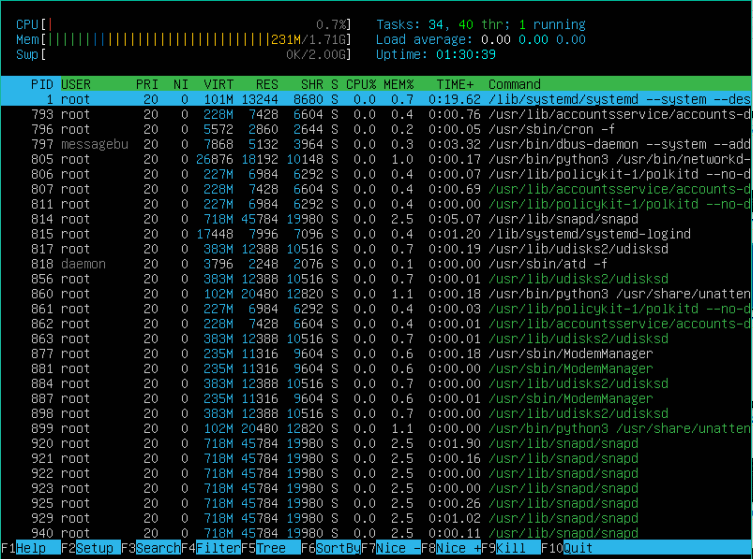 CPU[| 0.7%] Tasks: 34, 40 thr; 1 running
Mem[||||||||||||||||||||||||||||||231M/1.71G] Load average: 0.00 0.00 0.00
Swp[ 0K/2.00G] Uptime: 01:30:39
PID USER PRI NI VIRT RES SHR S CPU% MEM% TIME+ Command
1 root 20 0 101M 13244 8680 S 0.0 0.7 0:19.62 /lib/systemd/systemd --system --des
793 root 20 0 228M 7428 6604 S 0.0 0.4 0:00.76 /usr/lib/accountsservice/accounts-d
796 root 20 0 5572 2860 2644 S 0.0 0.2 0:00.05 /usr/sbin/cron -f
797 messagebu 20 0 7868 5132 3964 S 0.0 0.3 0:03.32 /usr/bin/dbus-daemon --system --add
805 root 20 0 26876 18192 10148 S 0.0 1.0 0:00.17 /usr/bin/python3 /usr/bin/networkd-
806 root 20 0 227M 6984 6292 S 0.0 0.4 0:00.07 /usr/lib/policykit-1/polkitd --no-d
807 root 20 0 228M 7428 6604 S 0.0 0.4 0:00.69 /usr/lib/accountsservice/accounts-d
811 root 20 0 227M 6984 6292 S 0.0 0.4 0:00.00 /usr/lib/policykit-1/polkitd --no-d
814 root 20 0 718M 45784 19980 S 0.0 2.5 0:05.07 /usr/lib/snapd/snapd
815 root 20 0 17448 7996 7096 S 0.0 0.4 0:01.20 /lib/systemd/systemd-logind
817 root 20 0 383M 12388 10516 S 0.0 0.7 0:00.19 /usr/lib/udisks2/udisksd
818 daemon 20 0 3796 2248 2076 S 0.0 0.1 0:00.00 /usr/sbin/atd -f
856 root 20 0 383M 12388 10516 S 0.0 0.7 0:00.00 /usr/lib/udisks2/udisksd
860 root 20 0 102M 20480 12820 S 0.0 1.1 0:00.18 /usr/bin/python3 /usr/share/unatten
861 root 20 0 227M 6984 6292 S 0.0 0.4 0:00.03 /usr/lib/policykit-1/polkitd --no-d
862 root 20 0 228M 7428 6604 S 0.0 0.4 0:00.01 /usr/lib/accountsservice/accounts-d
863 root 20 0 383M 12388 10516 S 0.0 0.7 0:00.00 /usr/lib/udisks2/udisksd
877 root 20 0 235M 11316 9604 S 0.0 0.6 0:00.18 /usr/sbin/ModemManager
881 root 20 0 235M 11316 9604 S 0.0 0.6 0:00.00 /usr/sbin/ModemManager
884 root 20 0 383M 12388 10516 S 0.0 0.7 0:00.00 /usr/lib/udisks2/udisksd
887 root 20 0 235M 11316 9604 S 0.0 0.6 0:00.01 /usr/sbin/ModemManager
898 root 20 0 383M 12388 10516 S 0.0 0.7 0:00.00 /usr/lib/udisks2/udisksd
899 root 20 0 102M 20480 12820 S 0.0 1.1 0:00.00 /usr/bin/python3 /usr/share/unatten
920 root 20 0 718M 45784 19980 S 0.0 2.5 0:01.90 /usr/lib/snapd/snapd
921 root 20 0 718M 45784 19980 S 0.0 2.5 0:00.16 /usr/lib/snapd/snapd
922 root 20 0 718M 45784 19980 S 0.0 2.5 0:00.00 /usr/lib/snapd/snapd
923 root 20 0 718M 45784 19980 S 0.0 2.5 0:00.00 /usr/lib/snapd/snapd
925 root 20 0 718M 45784 19980 S 0.0 2.5 0:00.26 /usr/lib/snapd/snapd
929 root 20 0 718M 45784 19980 S 0.0 2.5 0:01.02 /usr/lib/snapd/snapd
940 root 20 0 718M 45784 19980 S 0.0 2.5 0:00.11 /usr/lib/snapd/snapd
F1Help F2Setup F3SearchF4FilterF5Tree F6SortByF7Nice -F8Nice +F9Kill F10Quit